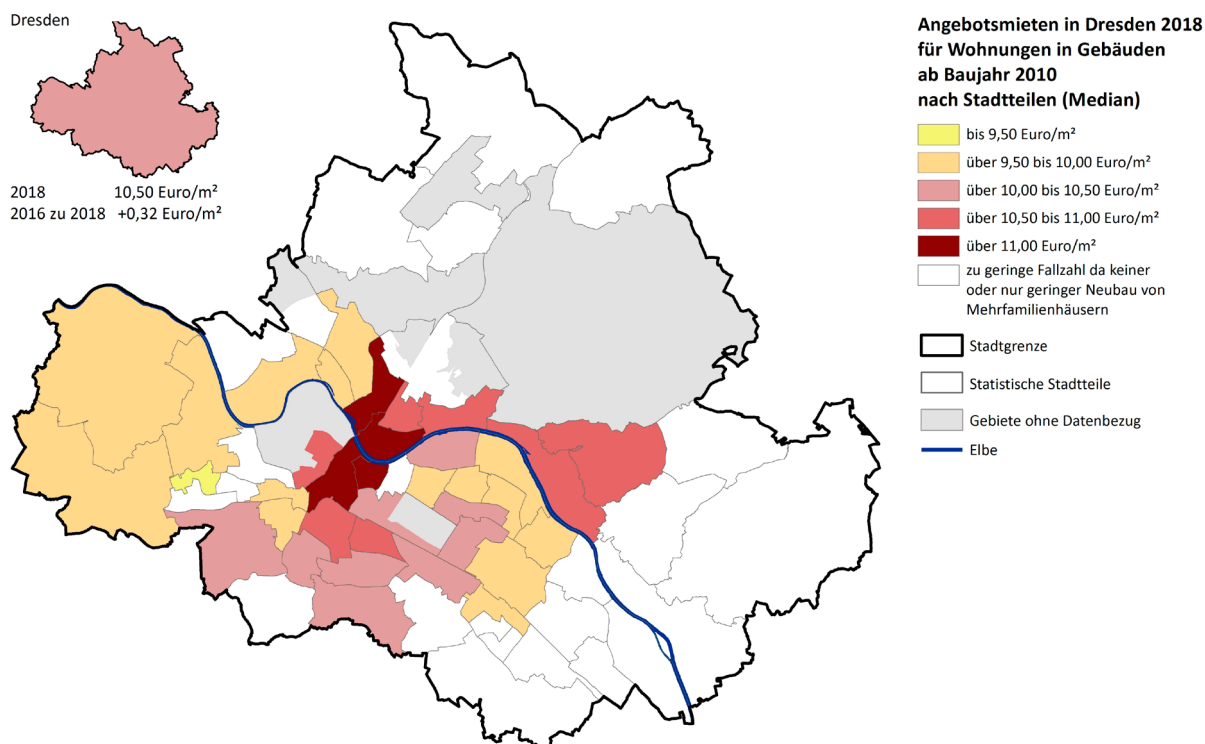 Dresden
2018 10,50 Euro/m²
2016 zu 2018 +0,32 Euro/m²
Angebotsmieten in Dresden 2018
für Wohnungen in Gebäuden
ab Baujahr 2010
nach Stadtteilen (Median)
bis 9,50 Euro/m²
über 9,50 bis 10,00 Euro/m²
über 10,00 bis 10,50 Euro/m²
über 10,50 bis 11,00 Euro/m²
über 11,00 Euro/m²
zu geringe Fallzahl da keiner
oder nur geringer Neubau von
Mehrfamilienhäusern
Stadtgrenze
Statistische Stadtteile
Gebiete ohne Datenbezug
Elbe